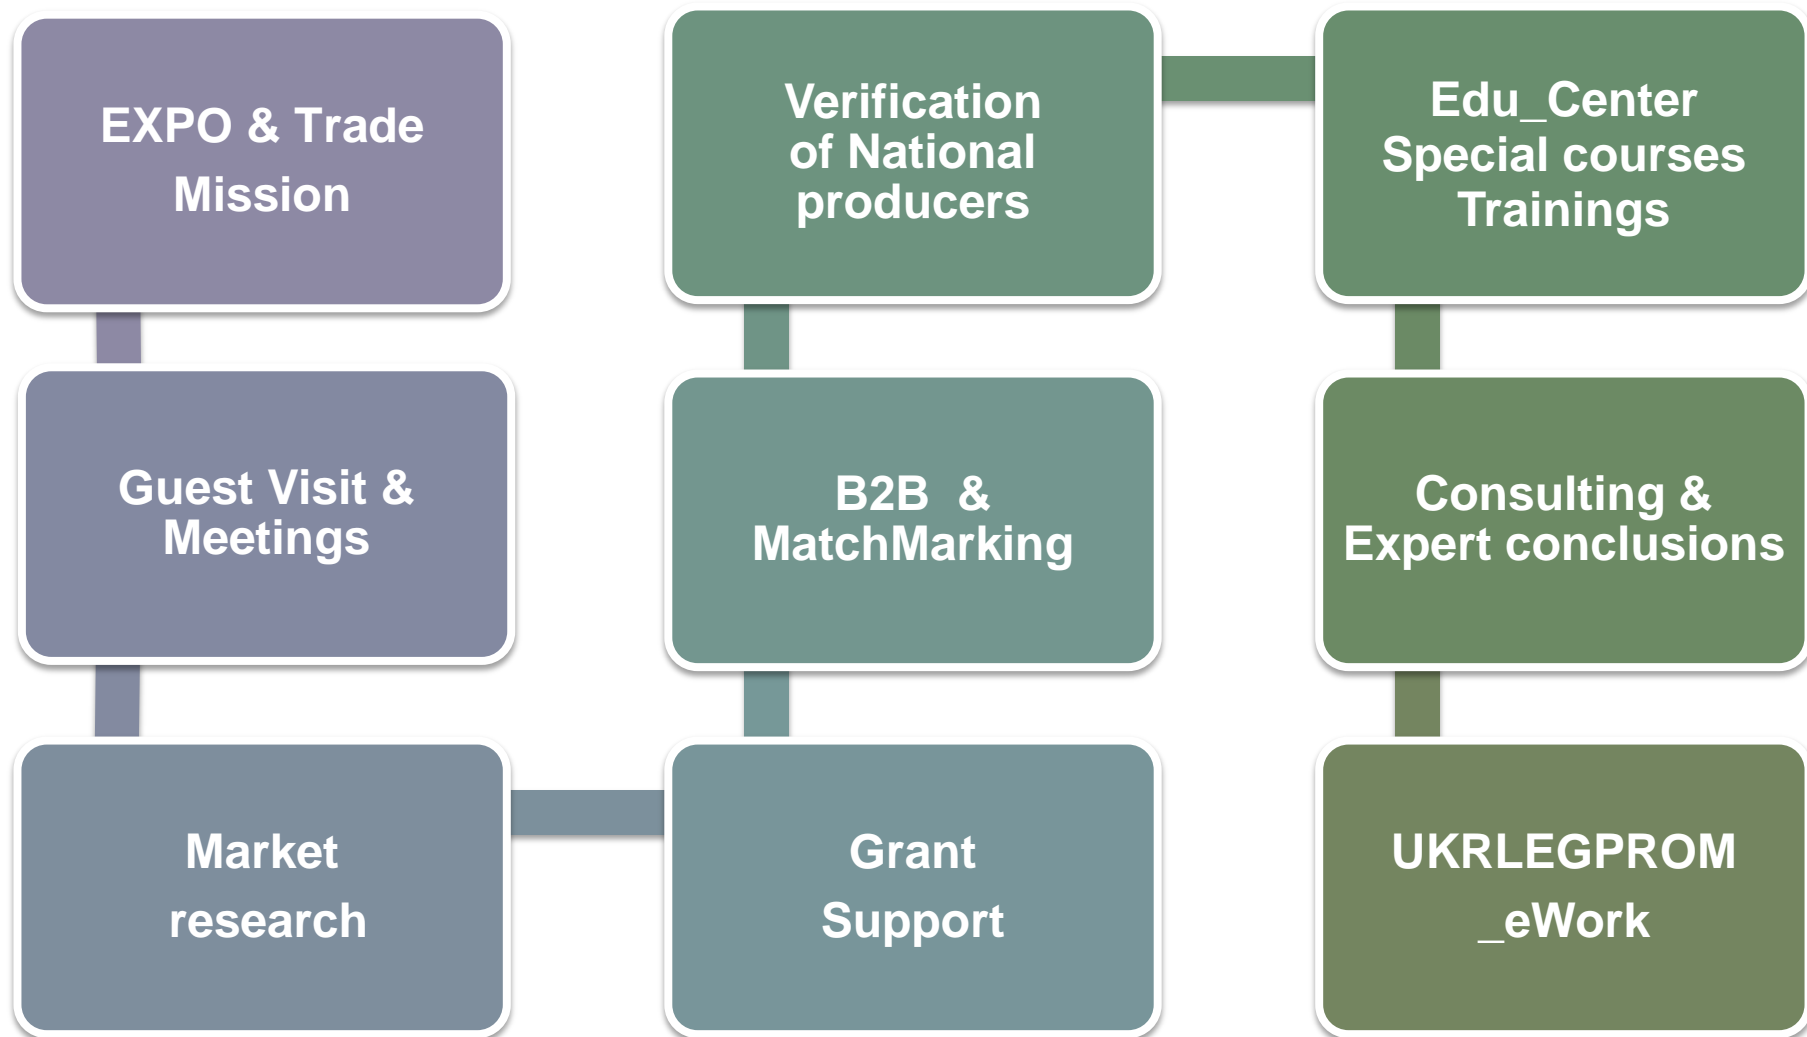 EXPO & Trade
Mission
Guest Visit &
Meetings
Market
research
Grant
Support
B2B & 
MatchMarking
Verification
of National
producers
Edu_Center
Special courses
Trainings
Consulting &
Expert conclusions
UKRLEGPROM
_eWork